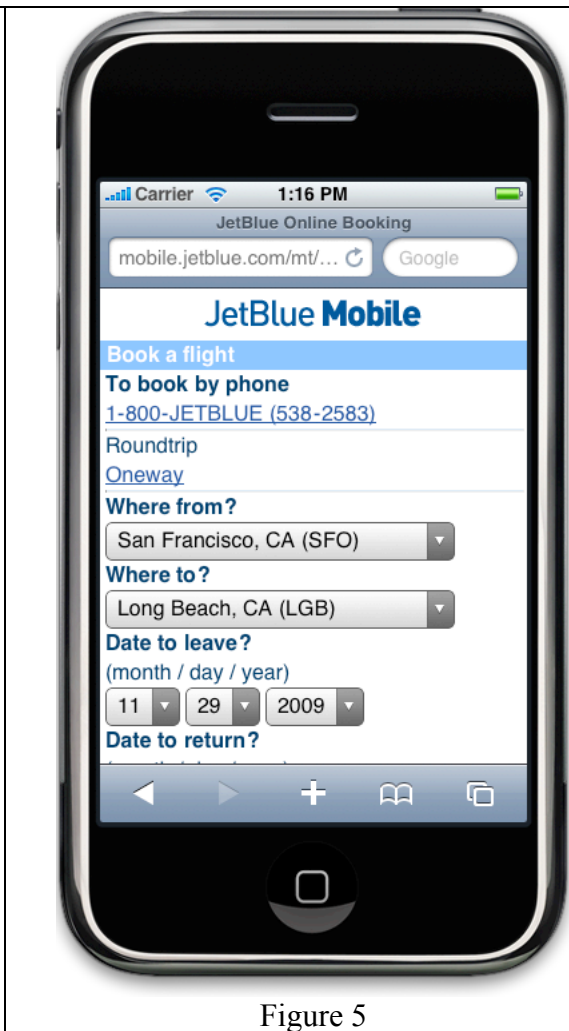 Carrier 1:16 PM
JetBlue Online Booking
mobile.jetblue.com/mt/... Google
JetBlue Mobile
Book a flight
To book by phone
1-800-JETBLUE (538-2583)
Roundtrip
Oneway
Where from?
San Francisco, CA (SFO)
Where to?
Long Beach, CA (LGB)
Date to leave?
(month / day / year)
11 29 2009
Date to return?
Figure 5